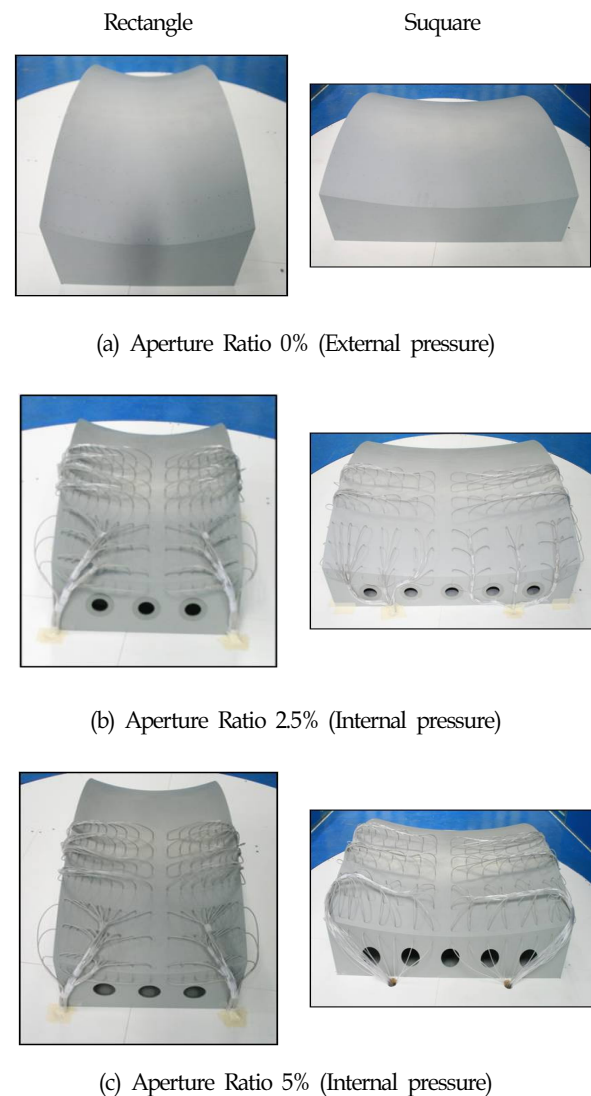 Rectangle Suquare
(a) Aperture Ratio 0% (External pressure)
(b) Aperture Ratio 2.5% (Internal pressure)
(c) Aperture Ratio 5% (Internal pressure)